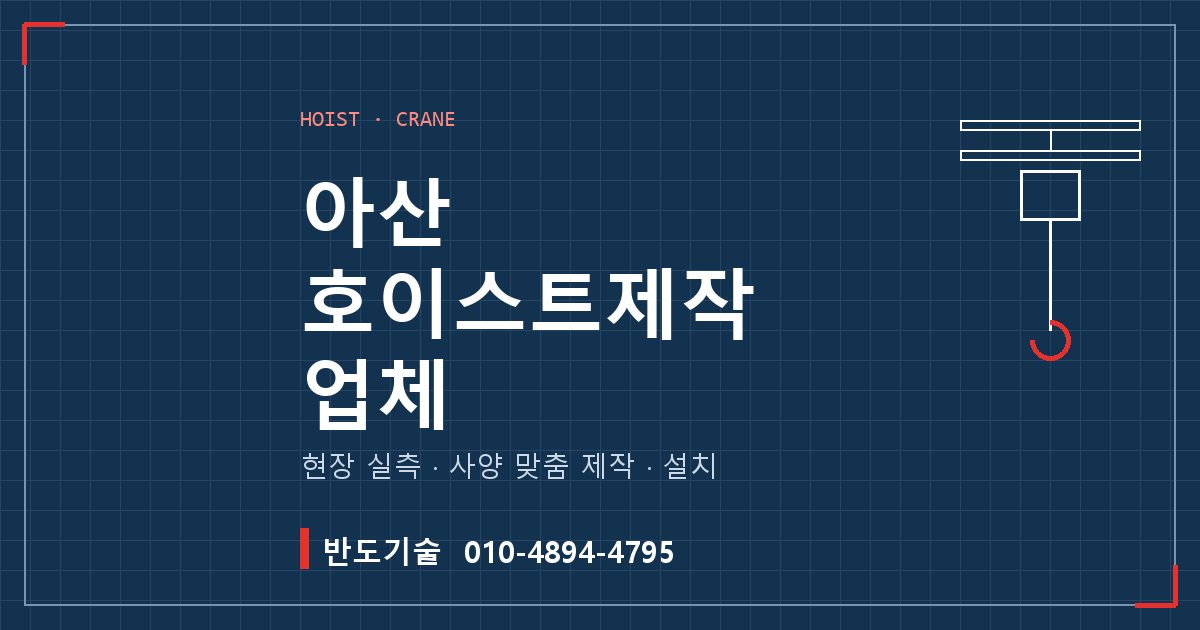 HOIST · CRANE
아산
호이스트제작
업체
현장 실측 · 사양 맞춤 제작 · 설치
반도기술 010-4894-4795